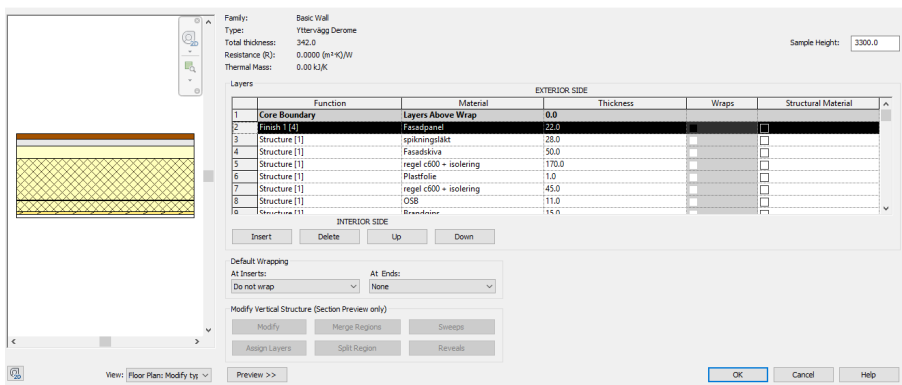 Family: Basic Wall
Type: Yttervägg Derome
Total thickness: 342.0
Sample Height: 3300.0
Resistance (R): 0.0000 (m²·K)/W
Thermal Mass: 0.00 kJ/K
Layers
EXTERIOR SIDE
Function Material Thickness Wraps Structural Material
1 Core Boundary Layers Above Wrap 0.0
2 Finish 1 [4] Fasadpanel 22.0
3 Structure [1] spikningsläkt 28.0
4 Structure [1] Fasadskiva 50.0
5 Structure [1] regel c600 + isolering 170.0
6 Structure [1] Plastfolie 1.0
7 Structure [1] regel c600 + isolering 45.0
8 Structure [1] OSB 11.0
9 Structure [1] Brandgips 15.0
INTERIOR SIDE
Insert Delete Up Down
Default Wrapping
At Inserts: At Ends:
Do not wrap None
Modify Vertical Structure (Section Preview only)
Modify Merge Regions Sweeps
Assign Layers Split Region Reveals
View: Floor Plan: Modify typ Preview >> OK Cancel Help